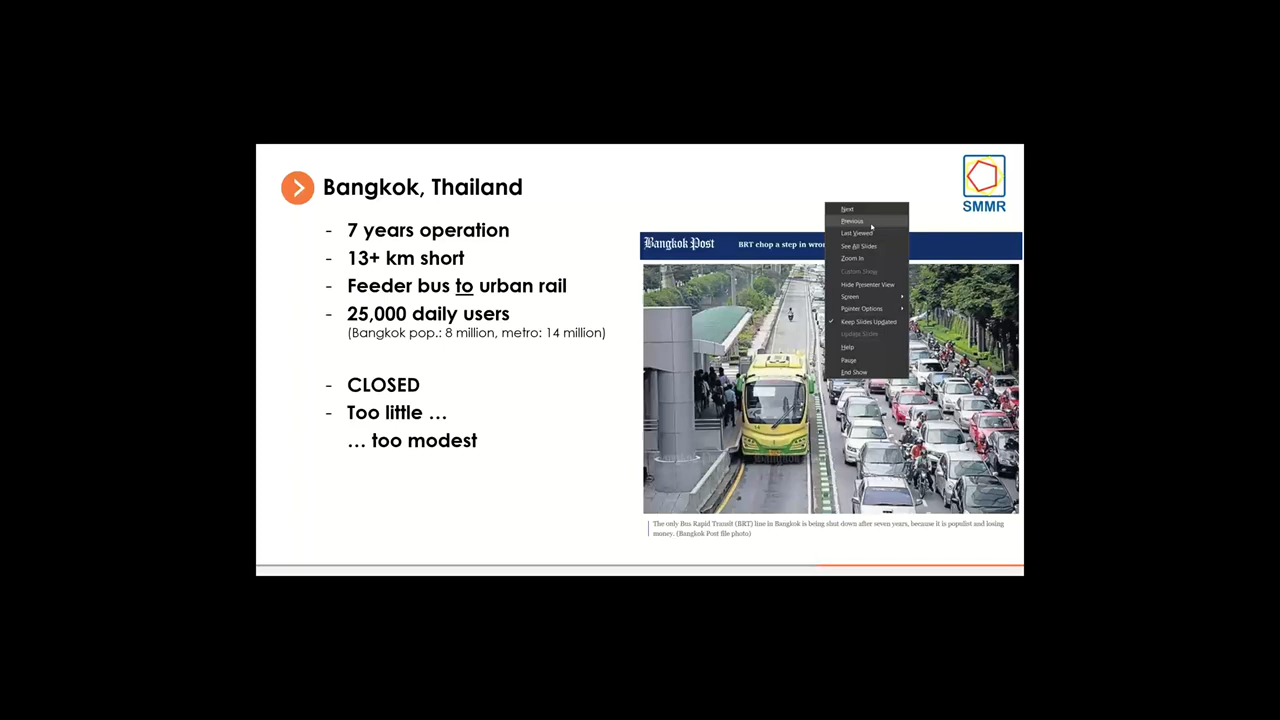 Bangkok, Thailand
SMMR
- 7 years operation
- 13+ km short
- Feeder bus to urban rail
- 25,000 daily users
(Bangkok pop.: 8 million, metro: 14 million)
- CLOSED
- Too little …
… too modest
Bangkok Post
BRT chop a step in
Next
Previous
Last Viewed
See All Slides
Zoom In
Custom Show
Hide Presenter View
Screen
Pointer Options
Keep Slides Updated
Update Slides
Help
Pause
End Show
The only Bus Rapid Transit (BRT) line in Bangkok is being shut down after seven years, because it is populist and losing
money. (Bangkok Post file photo)